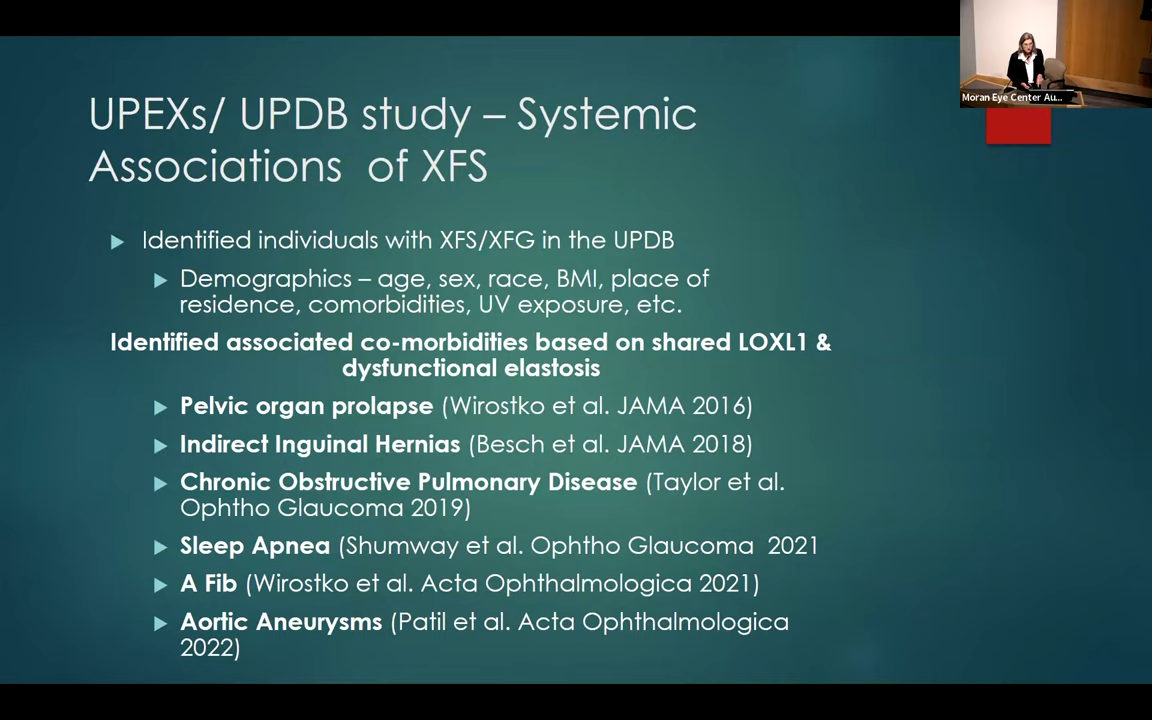 Moran Eye Center Au...
UPEXs/ UPDB study – Systemic
Associations of XFS
Identified individuals with XFS/XFG in the UPDB
Demographics – age, sex, race, BMI, place of
residence, comorbidities, UV exposure, etc.
Identified associated co-morbidities based on shared LOXL1 &
dysfunctional elastosis
Pelvic organ prolapse (Wirostko et al. JAMA 2016)
Indirect Inguinal Hernias (Besch et al. JAMA 2018)
Chronic Obstructive Pulmonary Disease (Taylor et al.
Ophtho Glaucoma 2019)
Sleep Apnea (Shumway et al. Ophtho Glaucoma 2021
A Fib (Wirostko et al. Acta Ophthalmologica 2021)
Aortic Aneurysms (Patil et al. Acta Ophthalmologica
2022)